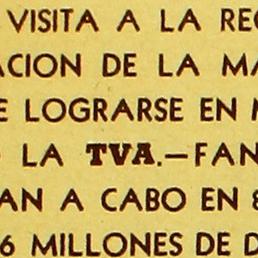 VISITA A LA RE
ACION DE LA MA
E LOGRARSE EN
LA TVA.—FAN
AN A CABO EN 8
6 MILLONES DE D